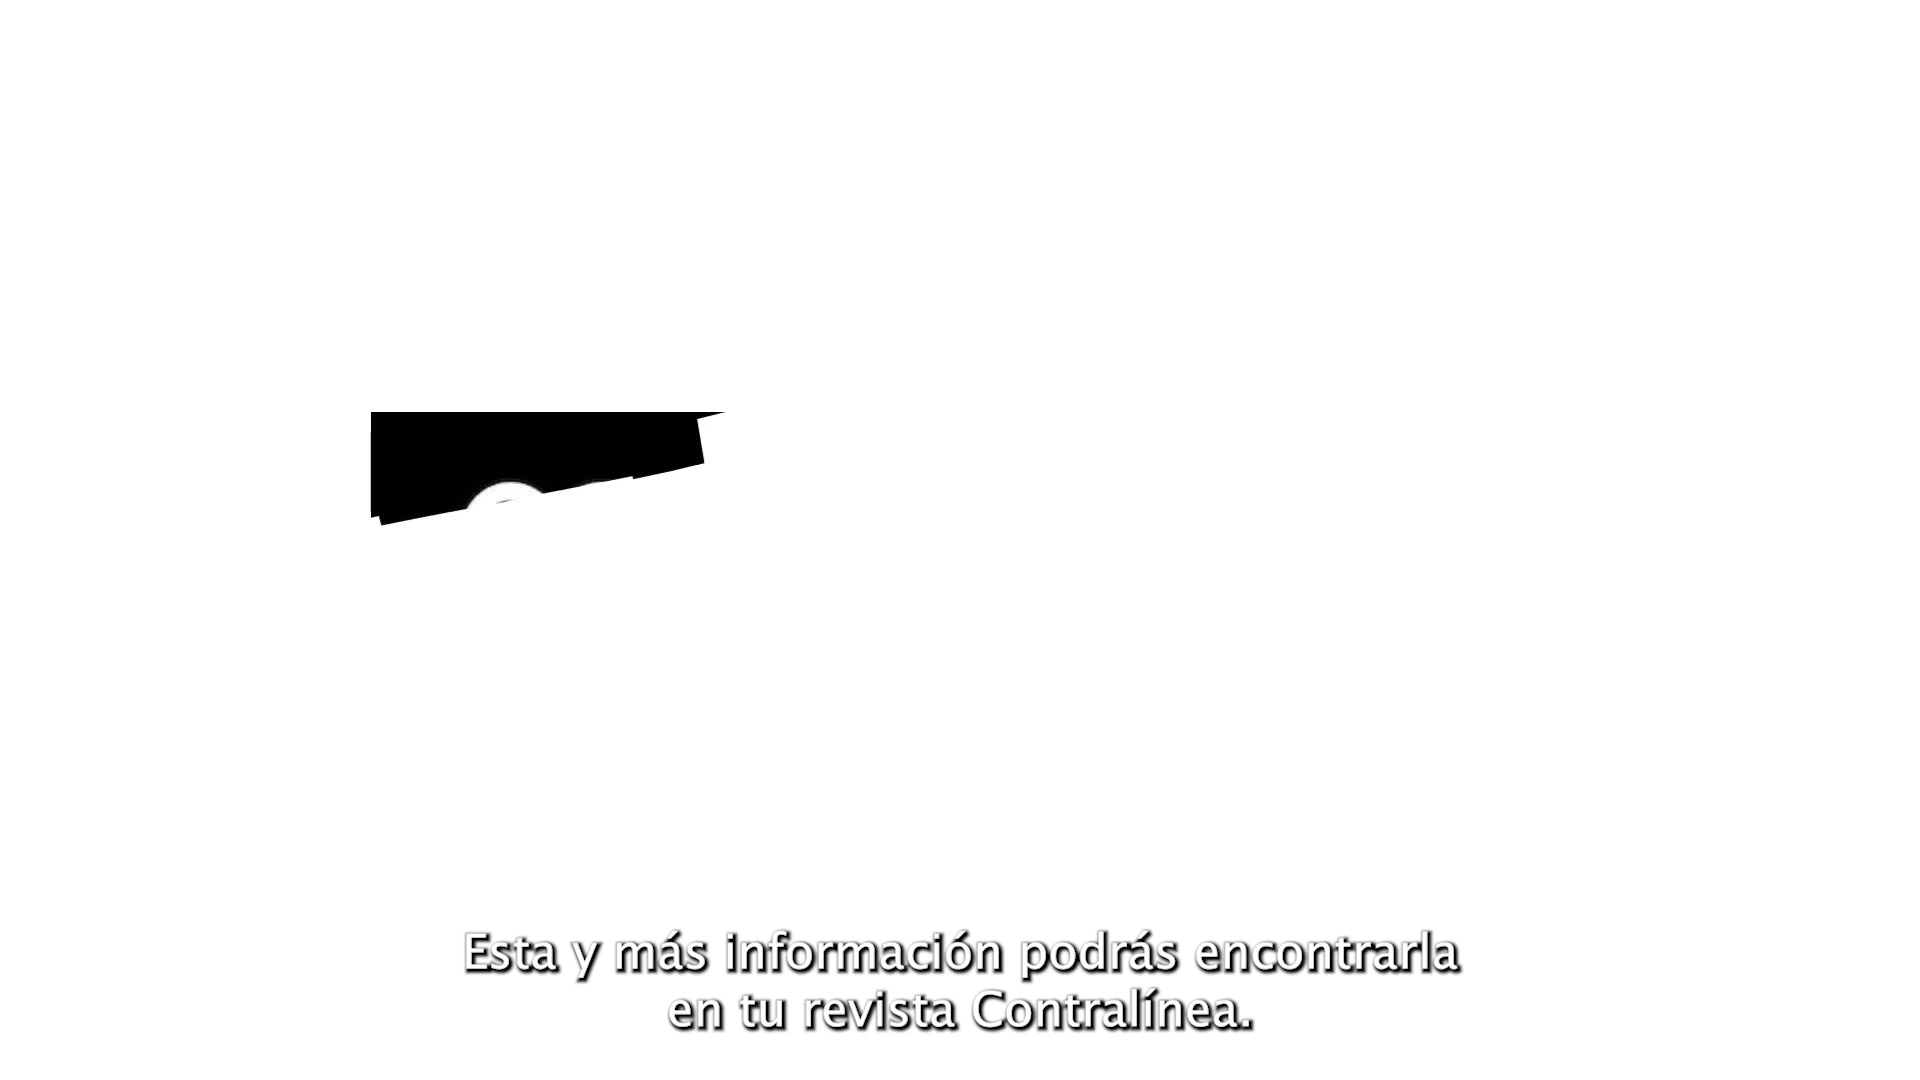 Esta y más información podrás encontrarla
en tu revista Contralínea.